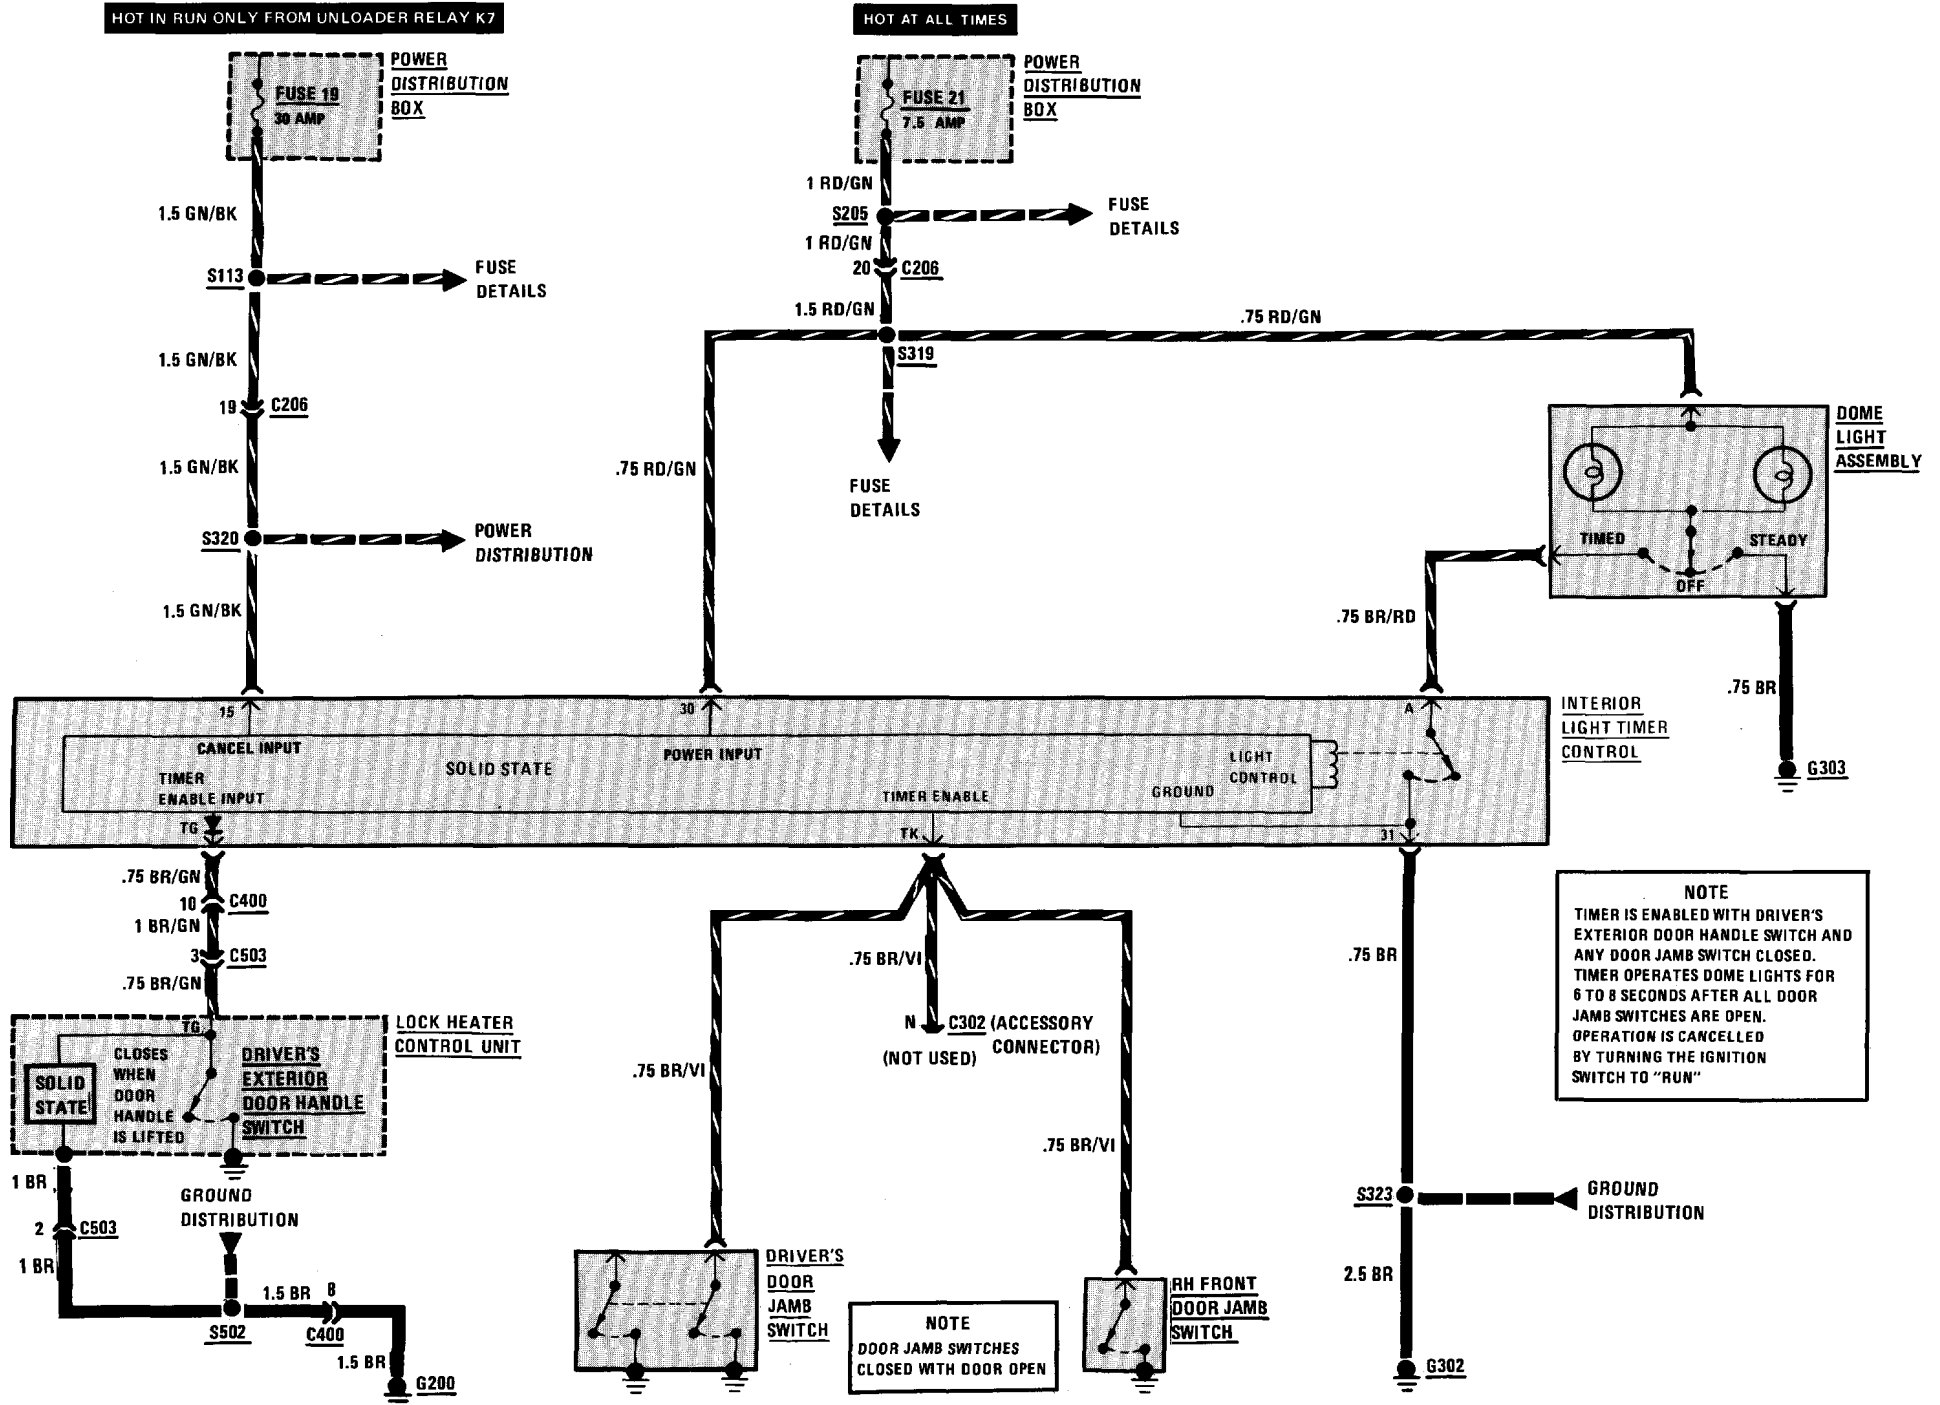 HOT IN RUN ONLY FROM UNLOADER RELAY K7
HOT AT ALL TIMES
FUSE 19
30 AMP
POWER
DISTRIBUTION
BOX
FUSE 21
7.5 AMP
POWER
DISTRIBUTION
BOX
1.5 GN/BK
1 RD/GN
S205
FUSE
DETAILS
1 RD/GN
20
C206
S113
FUSE
DETAILS
1.5 RD/GN
.75 RD/GN
S319
1.5 GN/BK
19
C206
DOME
LIGHT
ASSEMBLY
1.5 GN/BK
.75 RD/GN
FUSE
DETAILS
S320
POWER
DISTRIBUTION
TIMED
STEADY
OFF
1.5 GN/BK
.75 BR/RD
.75 BR
G303
15
30
A
INTERIOR
LIGHT TIMER
CONTROL
CANCEL INPUT
POWER INPUT
SOLID STATE
LIGHT
CONTROL
TIMER
ENABLE INPUT
TIMER ENABLE
GROUND
TG
TK
31
.75 BR/GN
10
C400
1 BR/GN
3
C503
.75 BR/GN
.75 BR/VI
N
C302 (ACCESSORY
CONNECTOR)
(NOT USED)
.75 BR
NOTE
TIMER IS ENABLED WITH DRIVER'S
EXTERIOR DOOR HANDLE SWITCH AND
ANY DOOR JAMB SWITCH CLOSED.
TIMER OPERATES DOME LIGHTS FOR
6 TO 8 SECONDS AFTER ALL DOOR
JAMB SWITCHES ARE OPEN.
OPERATION IS CANCELLED
BY TURNING THE IGNITION
SWITCH TO "RUN"
TG
LOCK HEATER
CONTROL UNIT
SOLID
STATE
CLOSES
WHEN
DOOR
HANDLE
IS LIFTED
DRIVER'S
EXTERIOR
DOOR HANDLE
SWITCH
.75 BR/VI
.75 BR/VI
1 BR
2
C503
1 BR
GROUND
DISTRIBUTION
S502
1.5 BR
8
C400
1.5 BR
G200
S323
GROUND
DISTRIBUTION
2.5 BR
G302
DRIVER'S
DOOR
JAMB
SWITCH
NOTE
DOOR JAMB SWITCHES
CLOSED WITH DOOR OPEN
RH FRONT
DOOR JAMB
SWITCH